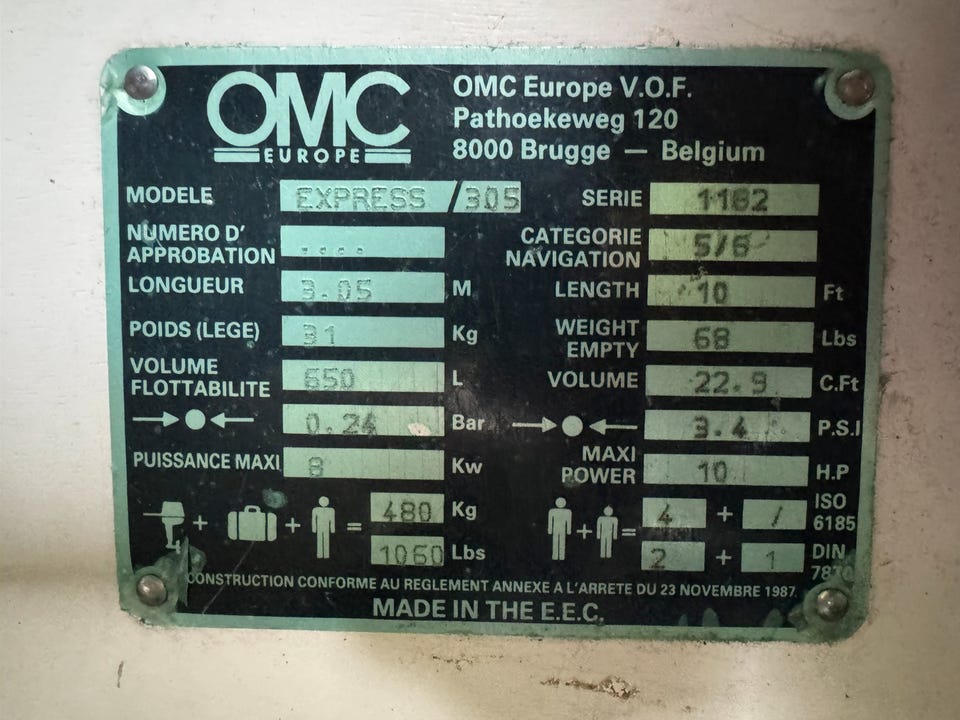 OMC
EUROPE
OMC Europe V.O.F.
Pathoekeweg 120
8000 Brugge — Belgium
MODELE EXPRESS /305 SERIE 1182
NUMERO D'
APPROBATION .... CATEGORIE
NAVIGATION 5/6
LONGUEUR 3.05 M LENGTH 10 Ft
POIDS (LEGE) 31 Kg WEIGHT
EMPTY 68 Lbs
VOLUME
FLOTTABILITE 650 L VOLUME 22.9 C.Ft
0.24 Bar 3.4 P.S.I
PUISSANCE MAXI 8 Kw MAXI
POWER 10 H.P
+ + = 480 Kg + = 4 + / ISO
6185
1060 Lbs 2 + 1 DIN
CONSTRUCTION CONFORME AU REGLEMENT ANNEXE A L'ARRETE DU 23 NOVEMBRE 1987.
MADE IN THE E.E.C.